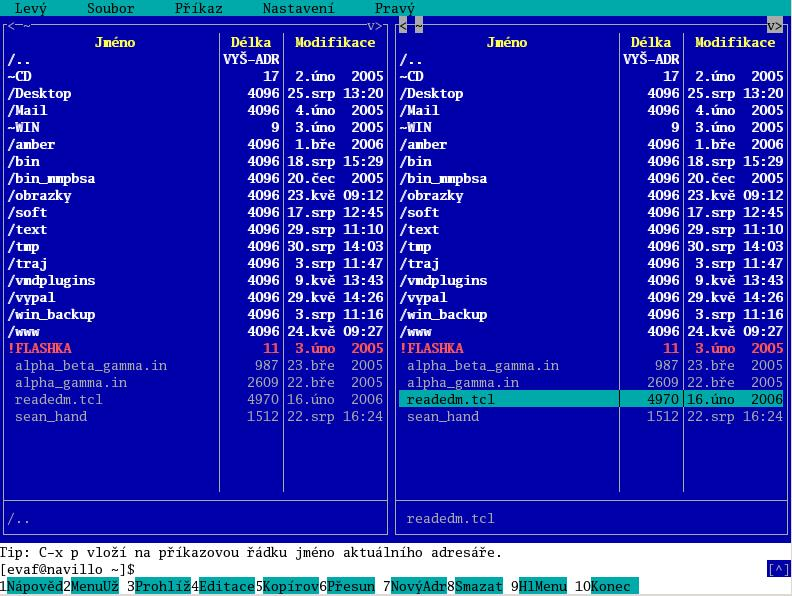 Levý Soubor Příkaz Nastavení Pravý
<─~ v> <─~ v>
Jméno Délka Modifikace Jméno Délka Modifikace
/.. VYŠ-ADR /.. VYŠ-ADR
~CD 17 2.úno 2005 ~CD 17 2.úno 2005
/Desktop 4096 25.srp 13:20 /Desktop 4096 25.srp 13:20
/Mail 4096 4.úno 2005 /Mail 4096 4.úno 2005
~WIN 9 3.úno 2005 ~WIN 9 3.úno 2005
/amber 4096 1.bře 2006 /amber 4096 1.bře 2006
/bin 4096 18.srp 15:29 /bin 4096 18.srp 15:29
/bin_mmpbsa 4096 20.čec 2005 /bin_mmpbsa 4096 20.čec 2005
/obrazky 4096 23.kvě 09:12 /obrazky 4096 23.kvě 09:12
/soft 4096 17.srp 12:45 /soft 4096 17.srp 12:45
/text 4096 29.srp 11:10 /text 4096 29.srp 11:10
/tmp 4096 30.srp 14:03 /tmp 4096 30.srp 14:03
/traj 4096 3.srp 11:47 /traj 4096 3.srp 11:47
/vmdplugins 4096 9.kvě 13:43 /vmdplugins 4096 9.kvě 13:43
/vypal 4096 29.kvě 14:26 /vypal 4096 29.kvě 14:26
/win_backup 4096 3.srp 11:16 /win_backup 4096 3.srp 11:16
/www 4096 24.kvě 09:27 /www 4096 24.kvě 09:27
!FLASHKA 11 3.úno 2005 !FLASHKA 11 3.úno 2005
alpha_beta_gamma.in 987 23.bře 2005 alpha_beta_gamma.in 987 23.bře 2005
alpha_gamma.in 2609 22.bře 2005 alpha_gamma.in 2609 22.bře 2005
readedm.tcl 4970 16.úno 2006 readedm.tcl 4970 16.úno 2006
sean_hand 1512 22.srp 16:24 sean_hand 1512 22.srp 16:24
/.. readedm.tcl
Tip: C-x p vloží na příkazovou řádku jméno aktuálního adresáře.
[evaf@navillo ~]$ [^]
1Nápověd2MenuUž 3Prohlíž4Editace5Kopírov6Přesun 7NovýAdr8Smazat 9HlMenu 10Konec